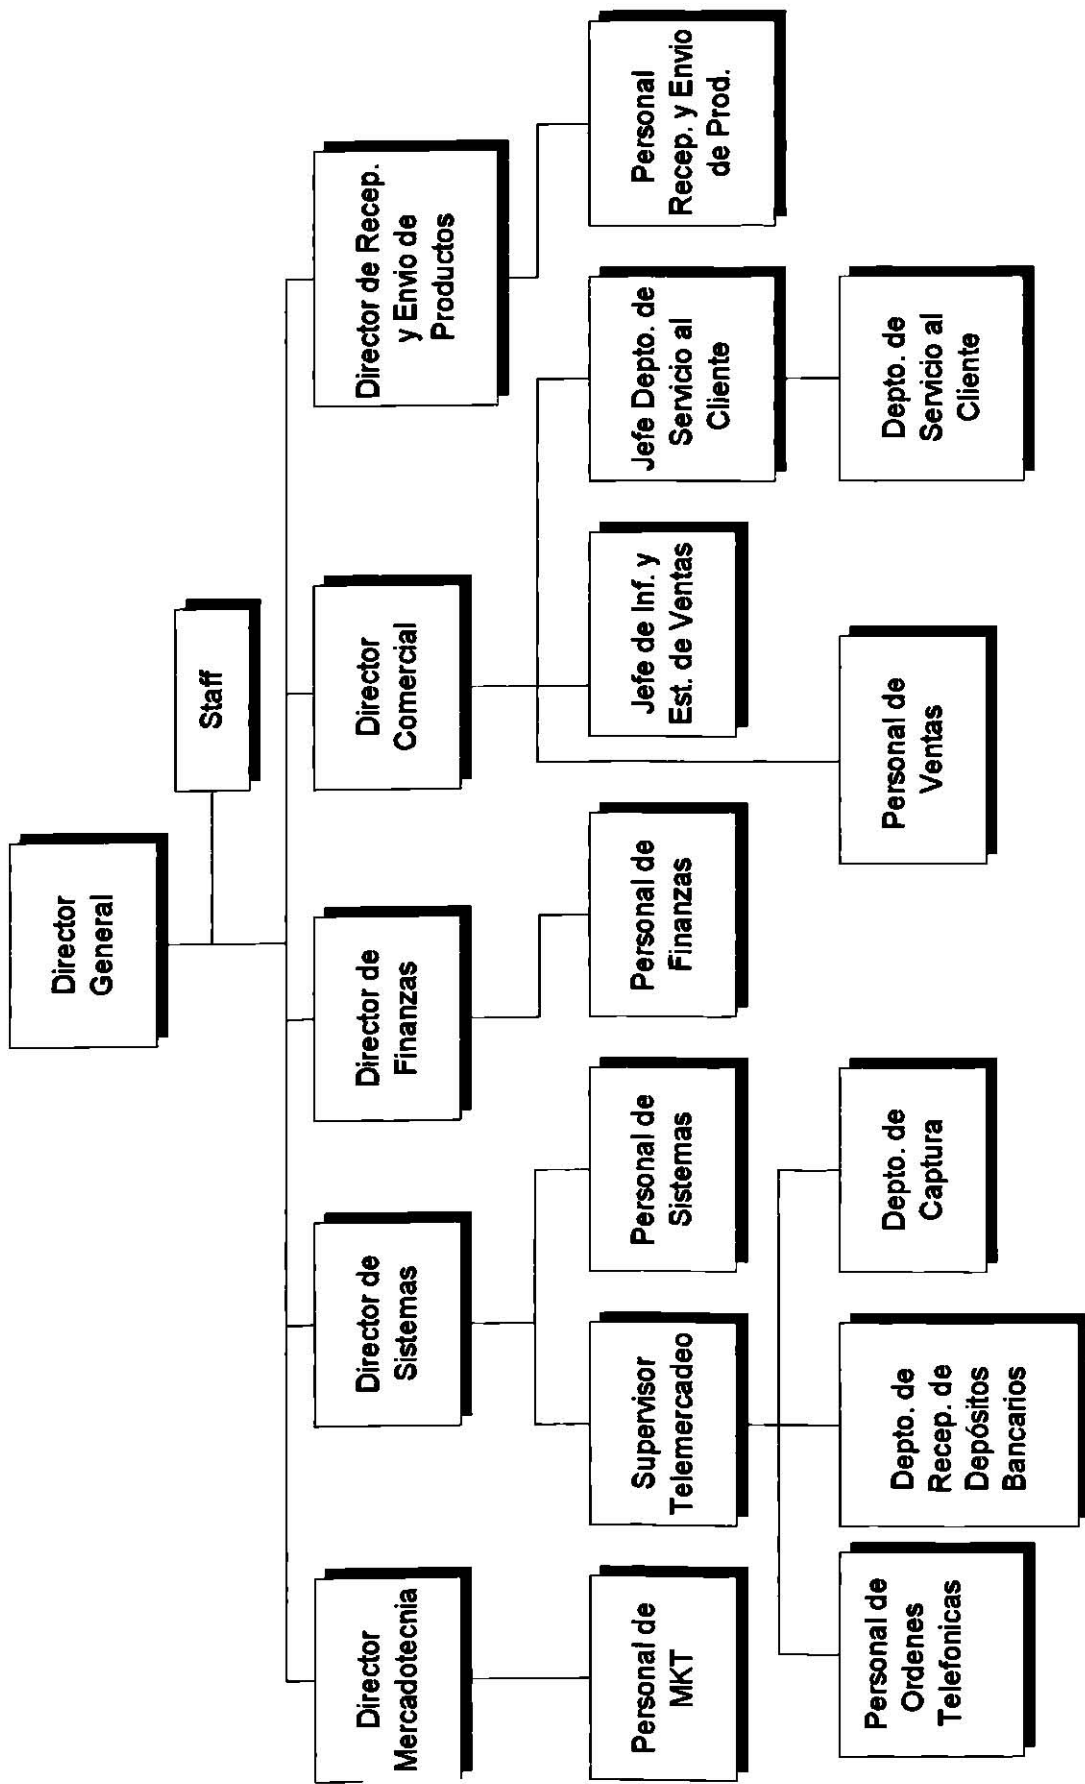 Director
General
Staff
Director
Mercadotecnia
Director de
Sistemas
Director de
Finanzas
Director
Comercial
Director de Recep.
y Envio de
Productos
Personal de
MKT
Supervisor
Telemercadeo
Personal de
Sistemas
Personal de
Finanzas
Jefe de Inf. y
Est. de Ventas
Jefe Depto. de
Servicio al
Cliente
Personal
Recep. y Envio
de Prod.
Personal de
Ordenes
Telefonicas
Depto. de
Recep. de
Depósitos
Bancarios
Depto. de
Captura
Personal de
Ventas
Depto. de
Servicio al
Cliente